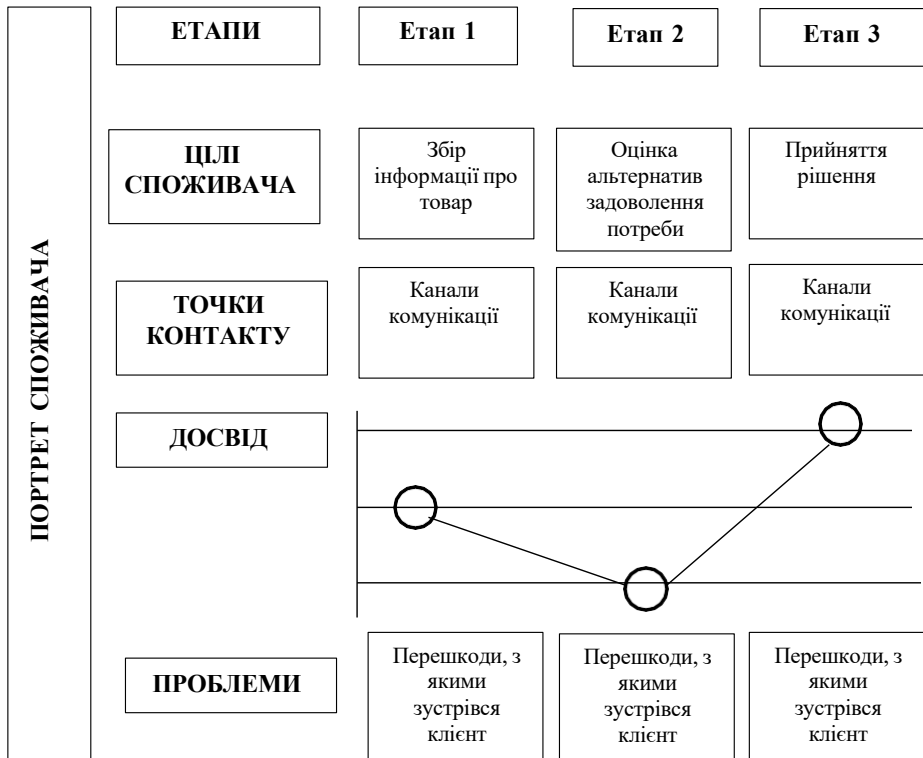 ПОРТРЕТ СПОЖИВАЧА
ЕТАПИ
Етап 1
Етап 2
Етап 3
ЦІЛІ
СПОЖИВАЧА
Збір
інформації про
товар
Оцінка
альтернатив
задоволення
потреби
Прийняття
рішення
ТОЧКИ
КОНТАКТУ
Канали
комунікації
Канали
комунікації
Канали
комунікації
ДОСВІД
ПРОБЛЕМИ
Перешкоди, з
якими
зустрівся
клієнт
Перешкоди, з
якими
зустрівся
клієнт
Перешкоди, з
якими
зустрівся
клієнт